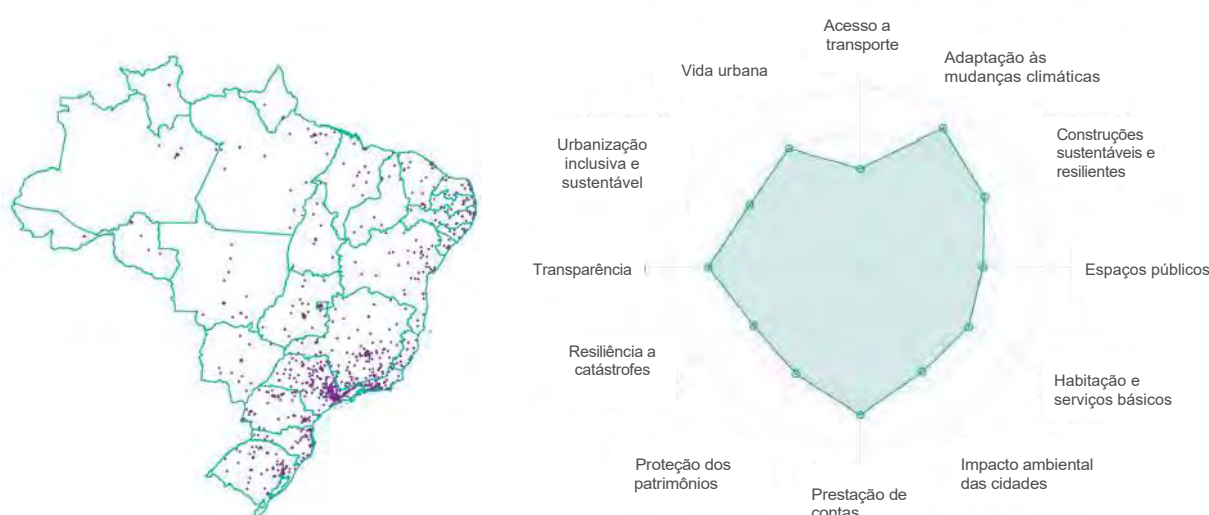 Acesso a
transporte
Adaptação às
mudanças climáticas
Construções
sustentáveis e
resilientes
Espaços públicos
Habitação e
serviços básicos
Impacto ambiental
das cidades
Prestação de
contas
Proteção dos
patrimônios
Resiliência a
catástrofes
Transparência
Urbanização
inclusiva e
sustentável
Vida urbana